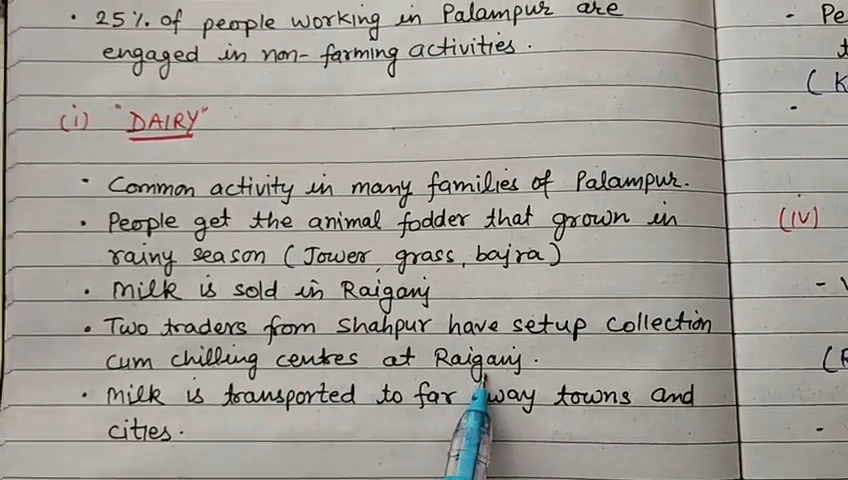 • 25% of people working in Palampur are
engaged in non-farming activities.
(i) "DAIRY"
• Common activity in many families of Palampur.
• People get the animal fodder that grown in
rainy season (Jower, grass, bajra)
• Milk is sold in Raiganj
• Two traders from Shahpur have setup collection
cum chilling centres at Raiganj.
• Milk is transported to far away towns and
cities.
• Pe
t
( K
•
(iv)
-
(R
-